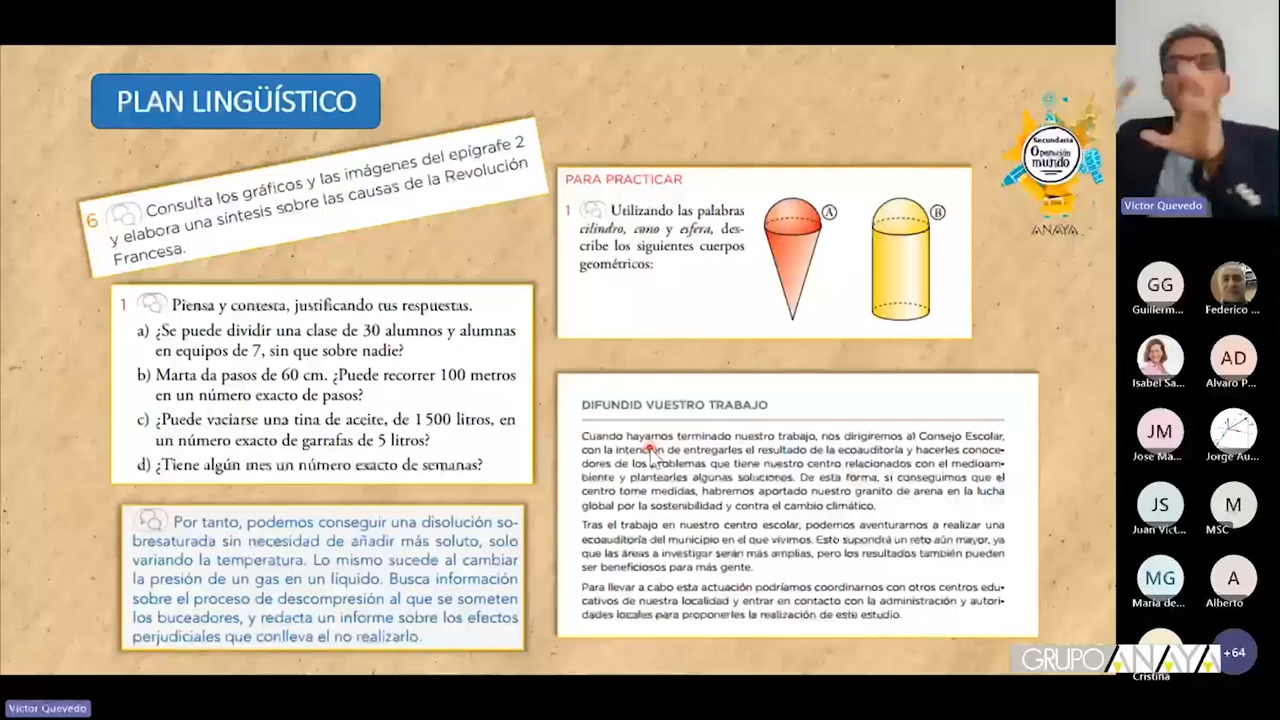 PLAN LINGÜÍSTICO
6 Consulta los gráficos y las imágenes del epígrafe 2
y elabora una síntesis sobre las causas de la Revolución
Francesa.
1 Piensa y contesta, justificando tus respuestas.
a) ¿Se puede dividir una clase de 30 alumnos y alumnas
en equipos de 7, sin que sobre nadie?
b) Marta da pasos de 60 cm. ¿Puede recorrer 100 metros
en un número exacto de pasos?
c) ¿Puede vaciarse una tina de aceite, de 1 500 litros, en
un número exacto de garrafas de 5 litros?
d) ¿Tiene algún mes un número exacto de semanas?
Por tanto, podemos conseguir una disolución so-
bresaturada sin necesidad de añadir más soluto, solo
variando la temperatura. Lo mismo sucede al cambiar
la presión de un gas en un líquido. Busca información
sobre el proceso de descompresión al que se someten
los buceadores, y redacta un informe sobre los efectos
perjudiciales que conlleva el no realizarlo.
PARA PRACTICAR
1 Utilizando las palabras
cilindro, cono y esfera, des-
cribe los siguientes cuerpos
geométricos:
A
B
DIFUNDID VUESTRO TRABAJO
Cuando hayamos terminado nuestro trabajo, nos dirigiremos al Consejo Escolar,
con la intención de entregarles el resultado de la ecoauditoría y hacerles conoce-
dores de los problemas que tiene nuestro centro relacionados con el medioam-
biente y plantearles algunas soluciones. De esta forma, si conseguimos que el
centro tome medidas, habremos aportado nuestro granito de arena en la lucha
global por la sostenibilidad y contra el cambio climático.
Tras el trabajo en nuestro centro escolar, podemos aventurarnos a realizar una
ecoauditoría del municipio en el que vivimos. Esto supondrá un reto aún mayor, ya
que las áreas a investigar serán más amplias, pero los resultados también pueden
ser beneficiosos para más gente.
Para llevar a cabo esta actuación podríamos coordinarnos con otros centros edu-
cativos de nuestra localidad y entrar en contacto con la administración y autori-
dades locales para proponerles la realización de este estudio.
Secundaria
Operación
mundo
ANAYA
GRUPO ANAYA
Víctor Quevedo
GG
Guillerm...
Federico ...
Isabel Sa...
AD
Alvaro P...
JM
Jose Ma...
Jorge Au...
JS
Juan Víct...
M
MSC
MG
María de...
A
Alberto
Cristina
+64
Víctor Quevedo